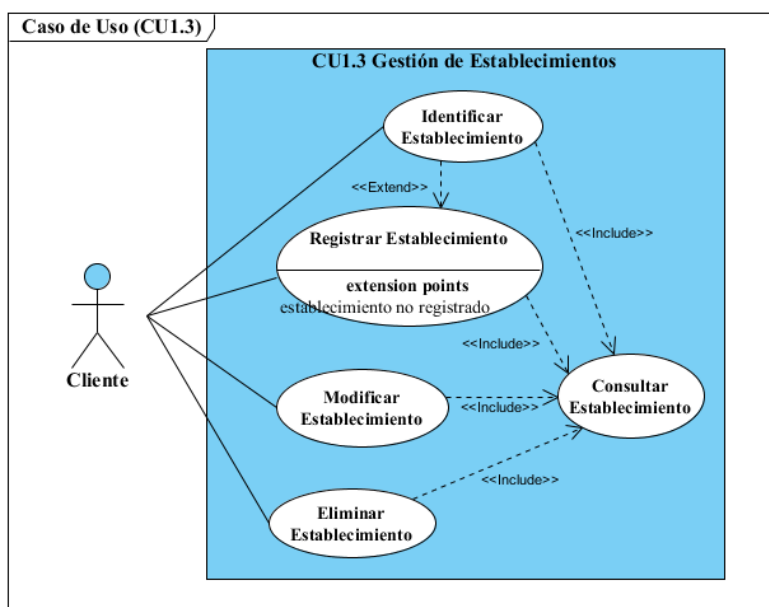 Caso de Uso (CU1.3)
CU1.3 Gestión de Establecimientos
Identificar
Establecimiento
<<Extend>>
<<Include>>
Registrar Establecimiento
extension points
establecimiento no registrado
<<Include>>
Cliente
Modificar
Establecimiento
<<Include>>
Consultar
Establecimiento
<<Include>>
Eliminar
Establecimiento